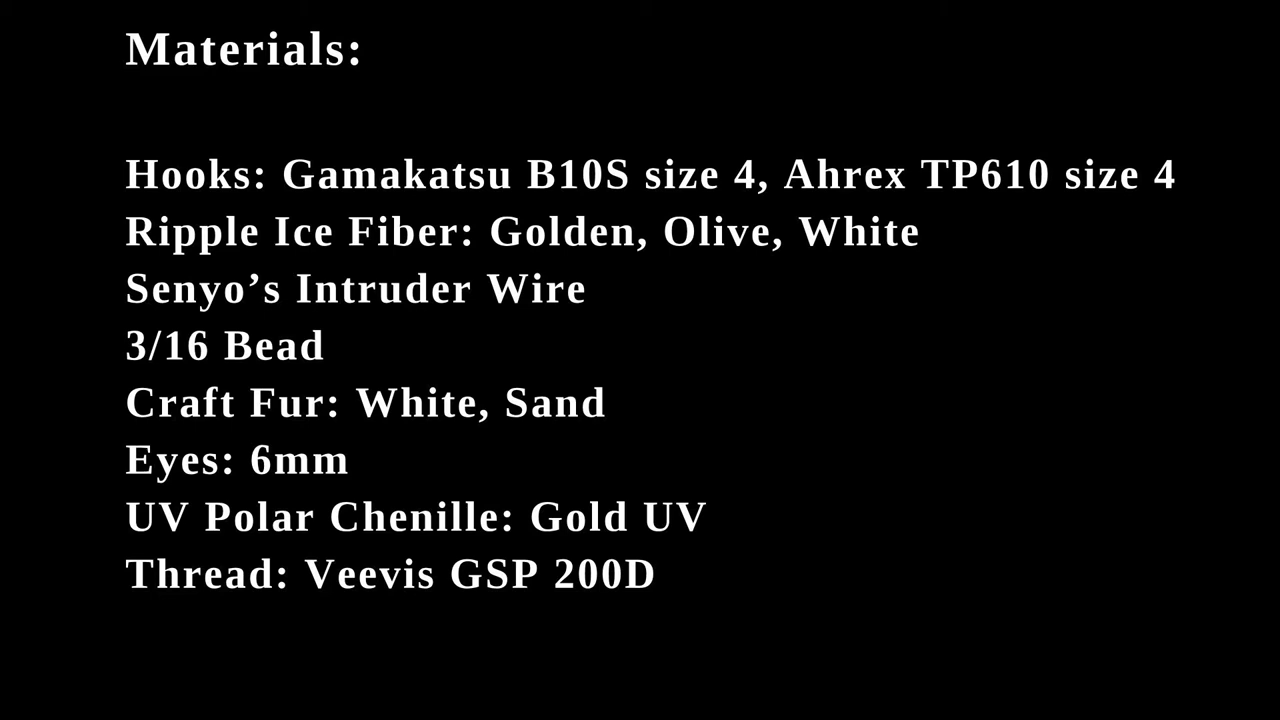 Materials:
Hooks: Gamakatsu B10S size 4, Ahrex TP610 size 4
Ripple Ice Fiber: Golden, Olive, White
Senyo’s Intruder Wire
3/16 Bead
Craft Fur: White, Sand
Eyes: 6mm
UV Polar Chenille: Gold UV
Thread: Veevis GSP 200D